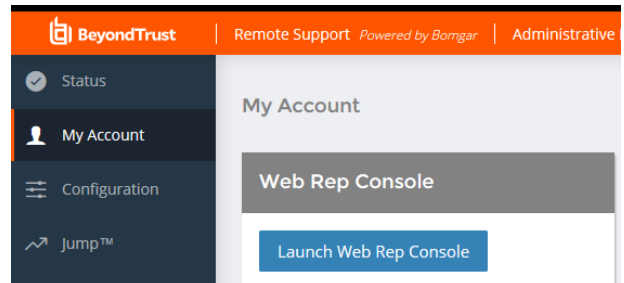 BeyondTrust Remote Support Powered by Bomgar Administrative
Status
My Account
Configuration
Jump™
My Account
Web Rep Console
Launch Web Rep Console